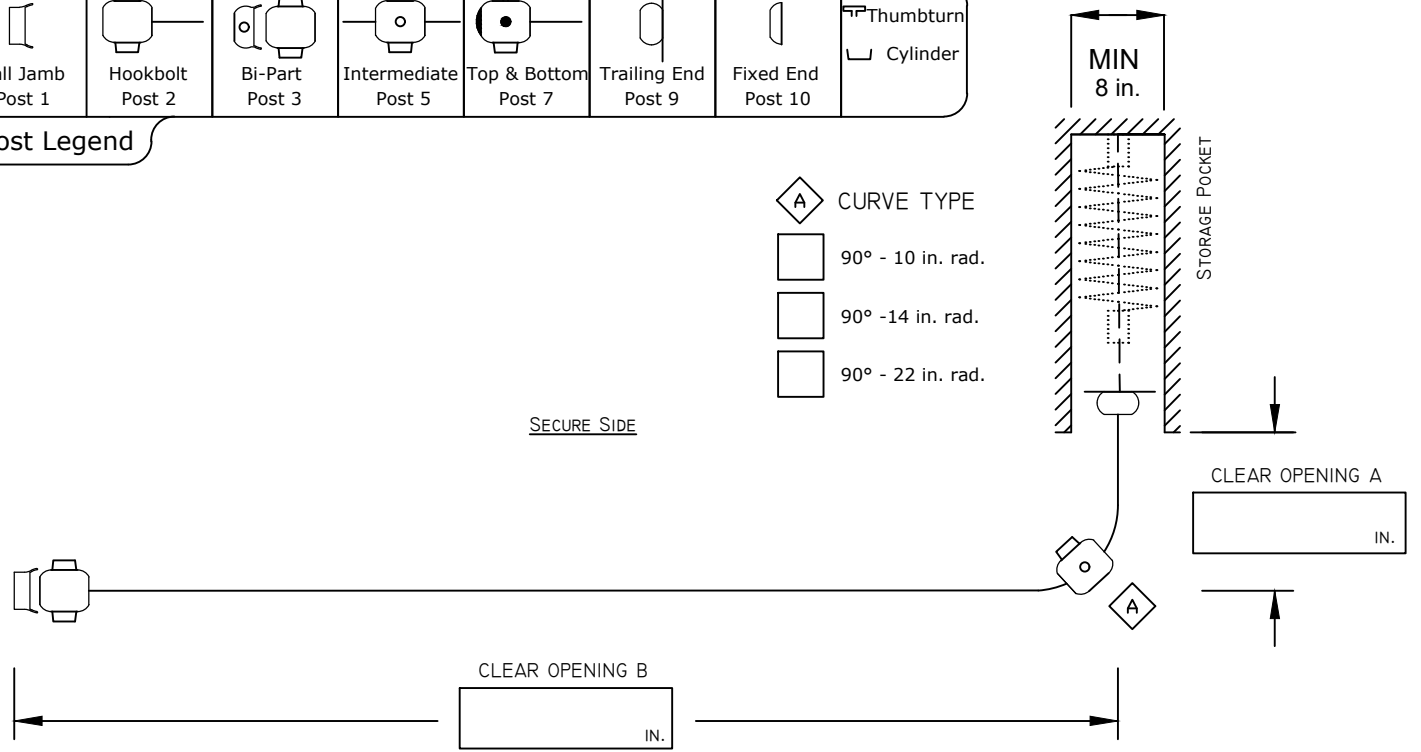 all Jamb
Post 1
Hookbolt
Post 2
Bi-Part
Post 3
Intermediate
Post 5
Top & Bottom
Post 7
Trailing End
Post 9
Fixed End
Post 10
Thumbturn
Cylinder
ost Legend
MIN
8 in.
STORAGE POCKET
A CURVE TYPE
90° - 10 in. rad.
90° -14 in. rad.
90° - 22 in. rad.
SECURE SIDE
CLEAR OPENING A
IN.
A
CLEAR OPENING B
IN.